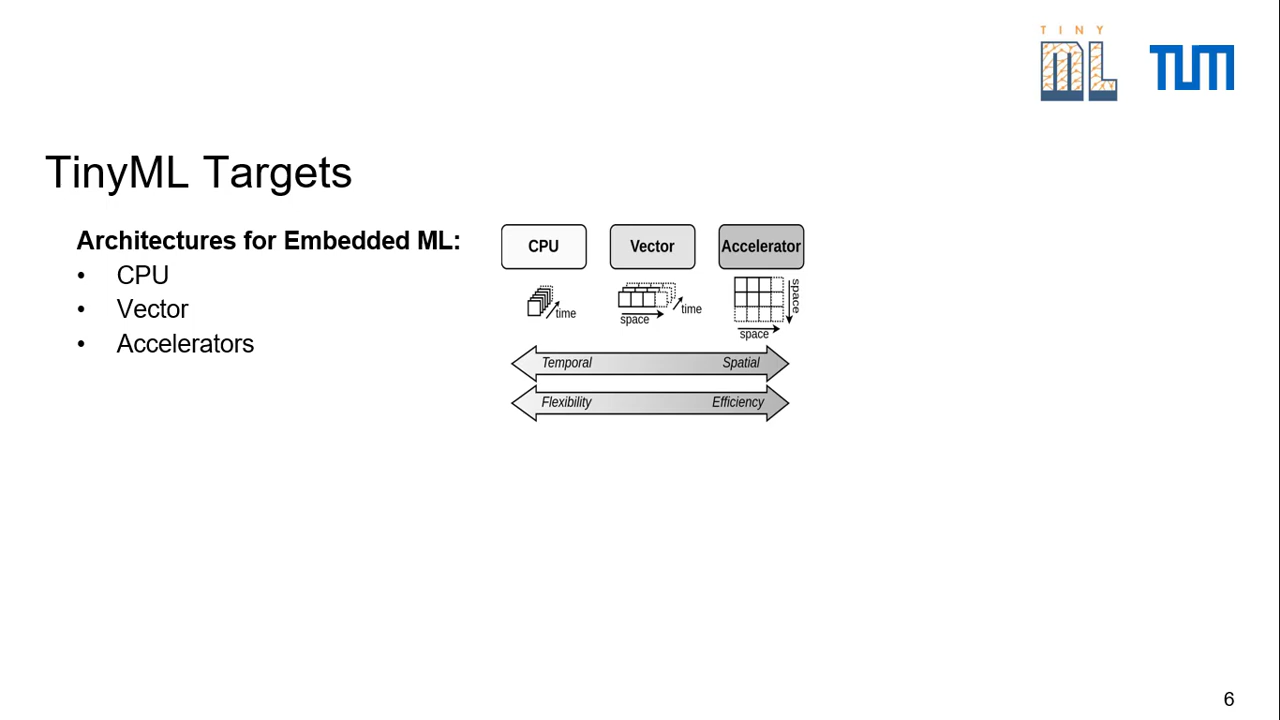 TINY
ML TUM
TinyML Targets
Architectures for Embedded ML:
• CPU
• Vector
• Accelerators
CPU Vector Accelerator
time
space time
space
space
Temporal Spatial
Flexibility Efficiency
6